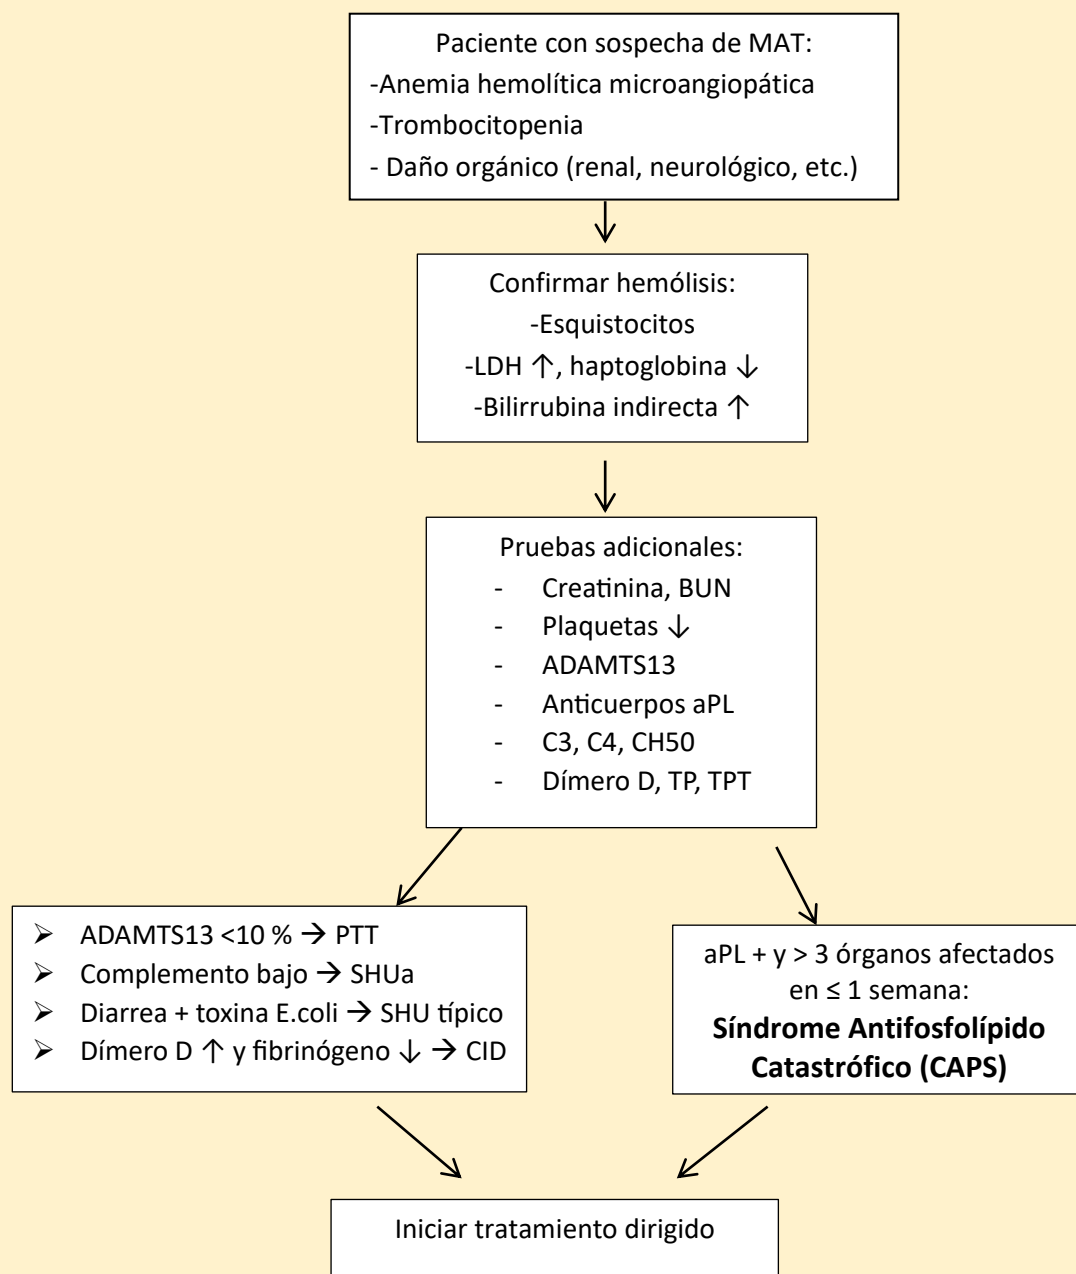 Paciente con sospecha de MAT:
-Anemia hemolítica microangiopática
-Trombocitopenia
- Daño orgánico (renal, neurológico, etc.)
Confirmar hemólisis:
-Esquistocitos
-LDH ↑, haptoglobina ↓
-Bilirrubina indirecta ↑
Pruebas adicionales:
- Creatinina, BUN
- Plaquetas ↓
- ADAMTS13
- Anticuerpos aPL
- C3, C4, CH50
- Dímero D, TP, TPT
➢ ADAMTS13 <10 % → PTT
➢ Complemento bajo → SHUa
➢ Diarrea + toxina E.coli → SHU típico
➢ Dímero D ↑ y fibrinógeno ↓ → CID
aPL + y > 3 órganos afectados
en ≤ 1 semana:
Síndrome Antifosfolípido
Catastrófico (CAPS)
Iniciar tratamiento dirigido